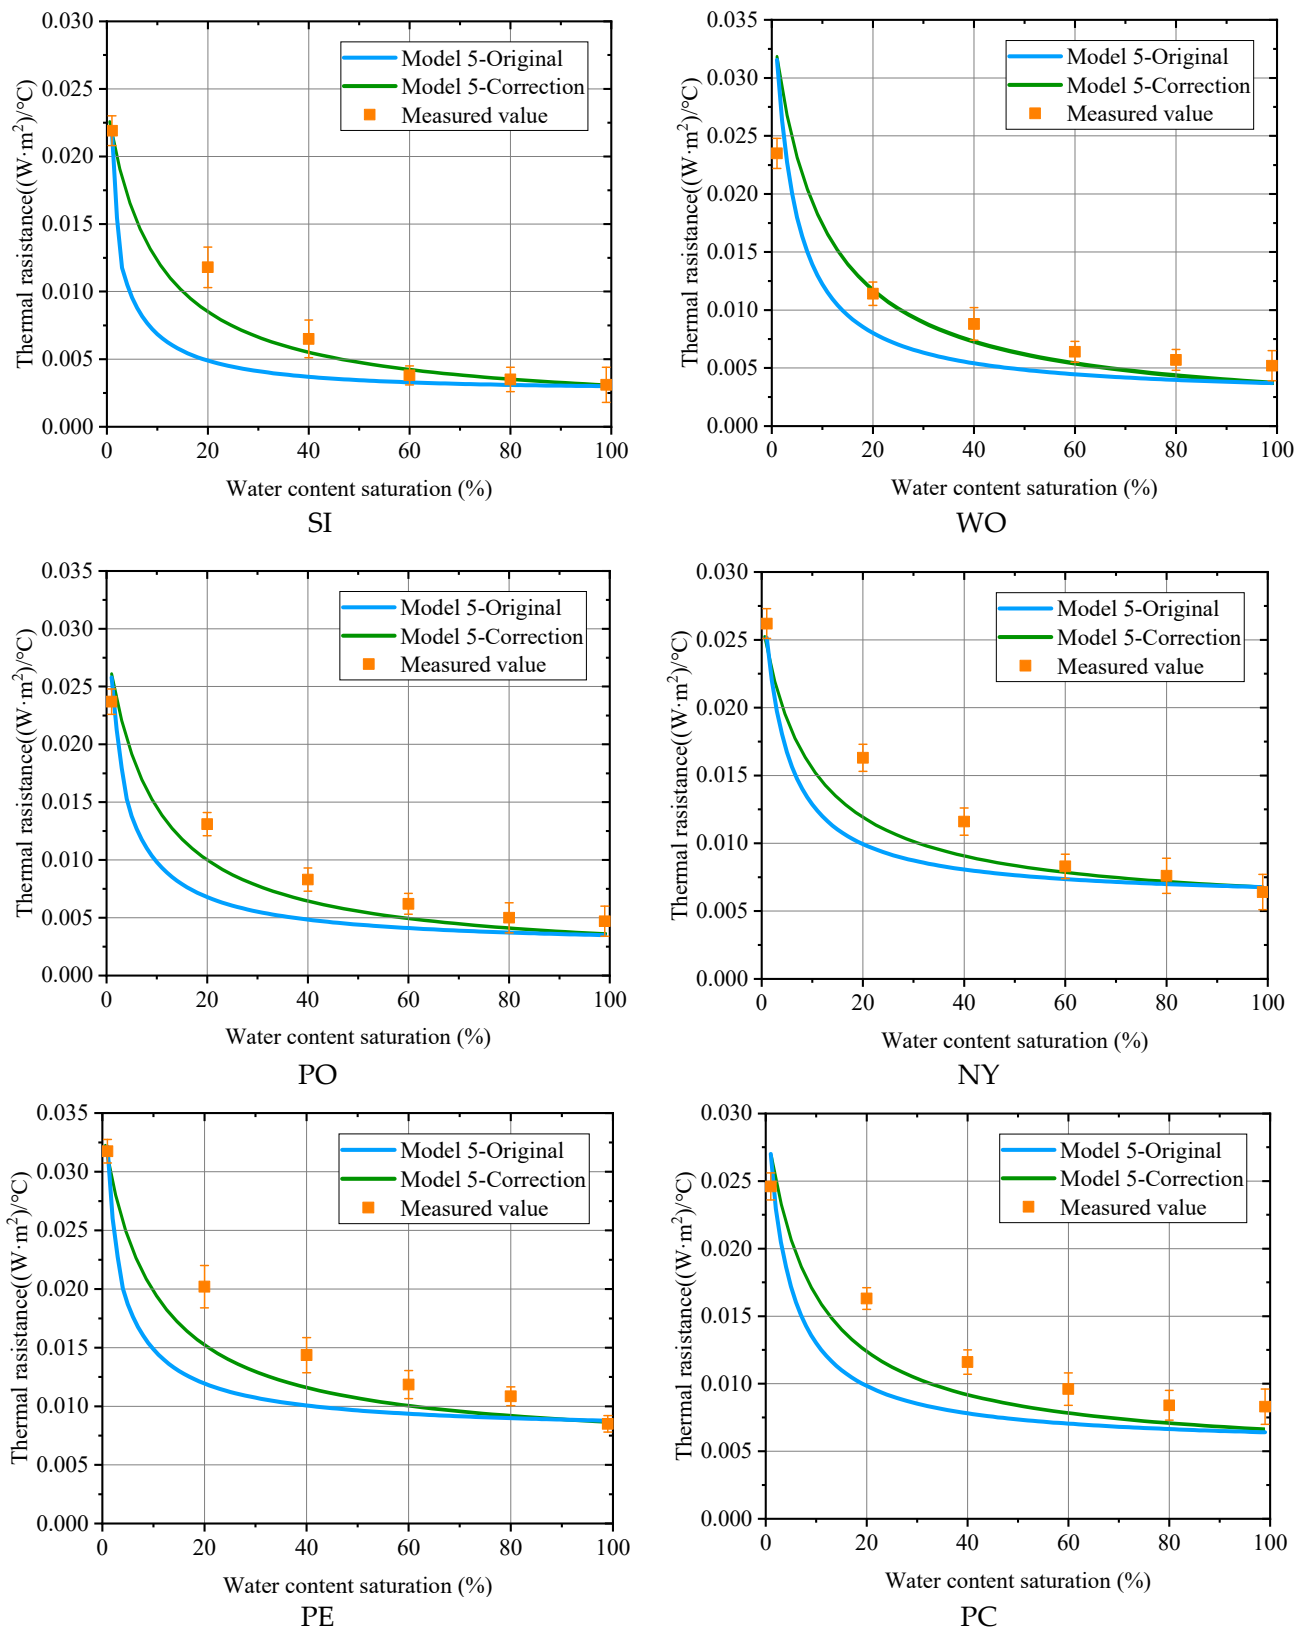 0.030
0.025
0.020
0.015
0.010
0.005
0.000
Thermal rasistance((W·m²)/°C)
Model 5-Original
Model 5-Correction
Measured value
0 20 40 60 80 100
Water content saturation (%)
SI
0.035
0.030
0.025
0.020
0.015
0.010
0.005
0.000
Thermal rasistance((W·m²)/°C)
Model 5-Original
Model 5-Correction
Measured value
0 20 40 60 80 100
Water content saturation (%)
WO
0.035
0.030
0.025
0.020
0.015
0.010
0.005
0.000
Thermal rasistance((W·m²)/°C)
Model 5-Original
Model 5-Correction
Measured value
0 20 40 60 80 100
Water content saturation (%)
PO
0.030
0.025
0.020
0.015
0.010
0.005
0.000
Thermal rasistance((W·m²)/°C)
Model 5-Original
Model 5-Correction
Measured value
0 20 40 60 80 100
Water content saturation (%)
NY
0.035
0.030
0.025
0.020
0.015
0.010
0.005
0.000
Thermal rasistance((W·m²)/°C)
Model 5-Original
Model 5-Correction
Measured value
0 20 40 60 80 100
Water content saturation (%)
PE
0.030
0.025
0.020
0.015
0.010
0.005
0.000
Thermal rasistance((W·m²)/°C)
Model 5-Original
Model 5-Correction
Measured value
0 20 40 60 80 100
Water content saturation (%)
PC